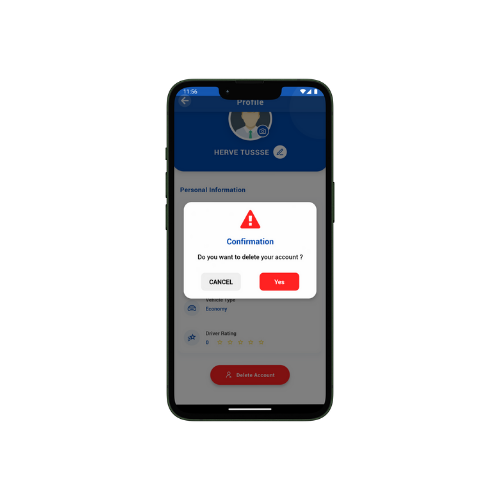 11:56
Profile
HERVE TUSSSE
Personal Information
Confirmation
Do you want to delete your account ?
CANCEL
Yes
Vehicle Type
Economy
Driver Rating
0
Delete Account